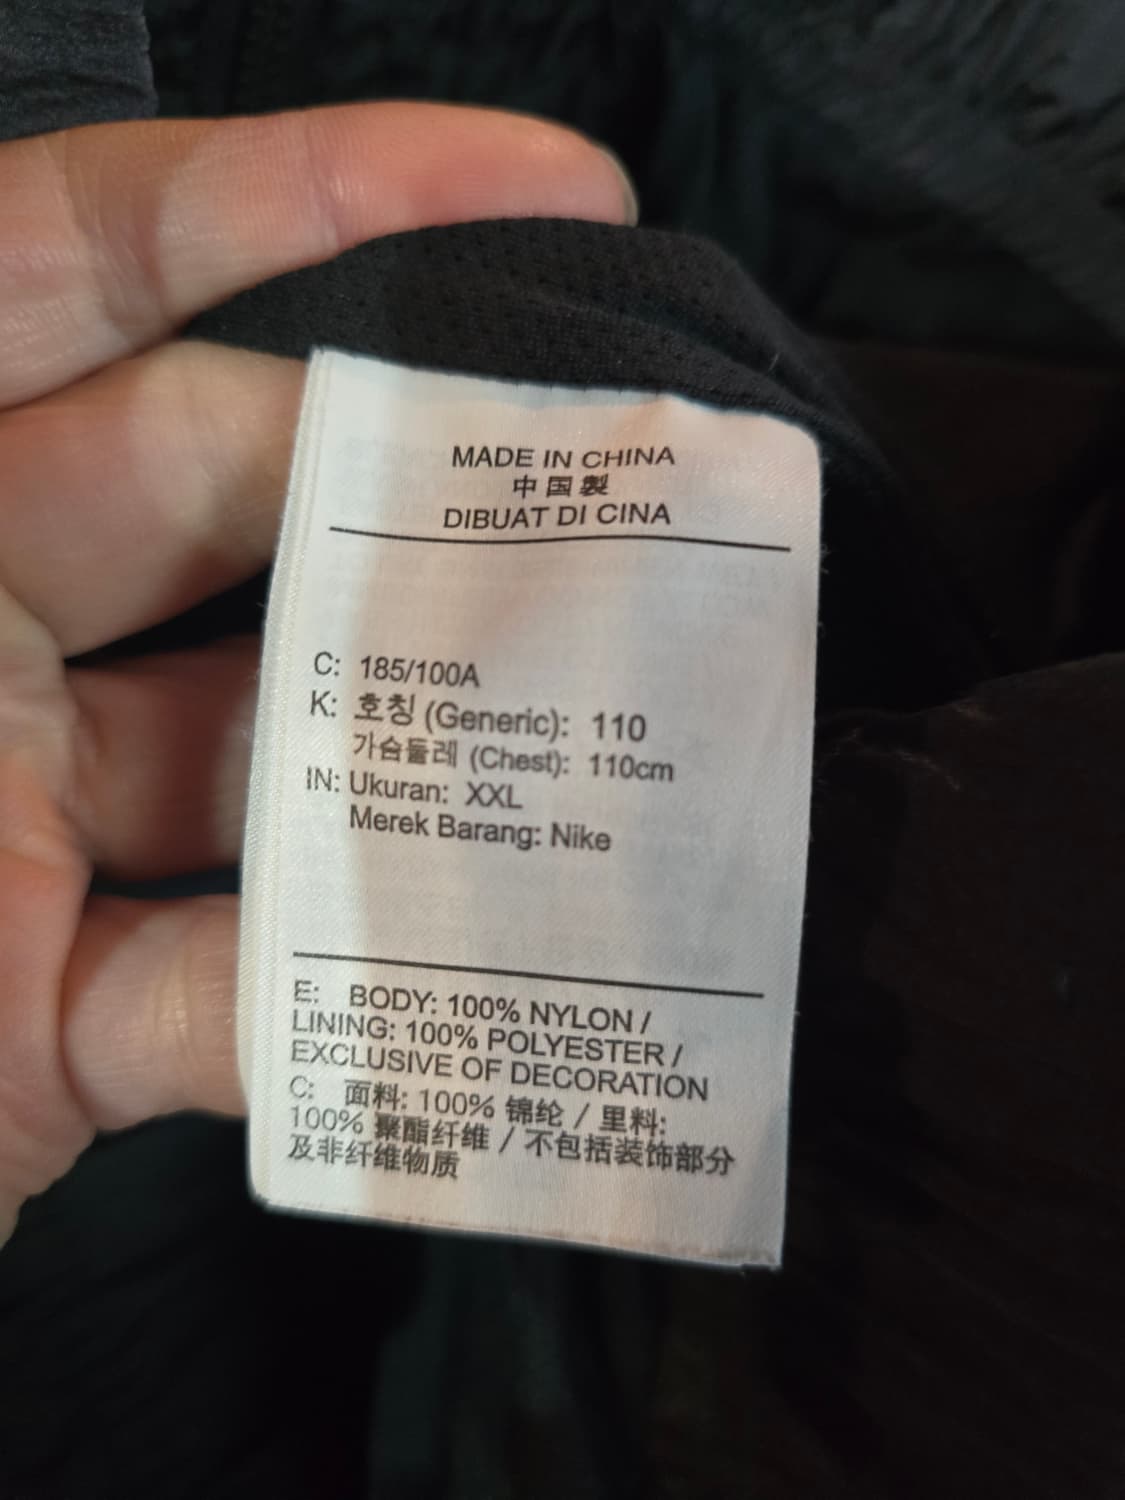 MADE IN CHINA
中国製
DIBUAT DI CINA
C: 185/100A
K: 호칭 (Generic): 110
가슴둘레 (Chest): 110cm
IN: Ukuran: XXL
Merek Barang: Nike
E: BODY: 100% NYLON /
LINING: 100% POLYESTER /
EXCLUSIVE OF DECORATION
C: 面料: 100% 锦纶 / 里料:
100% 聚酯纤维 / 不包括装饰部分
及非纤维物质